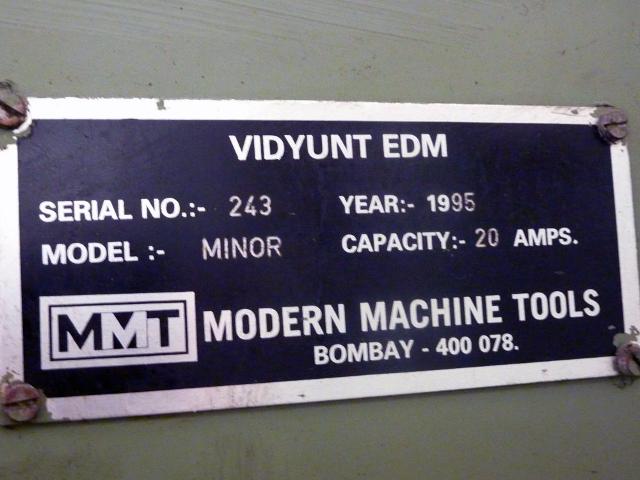 VIDYUNT EDM
SERIAL NO.:- 243 YEAR:- 1995
MODEL :- MINOR CAPACITY:- 20 AMPS.
MMT MODERN MACHINE TOOLS
BOMBAY - 400 078.